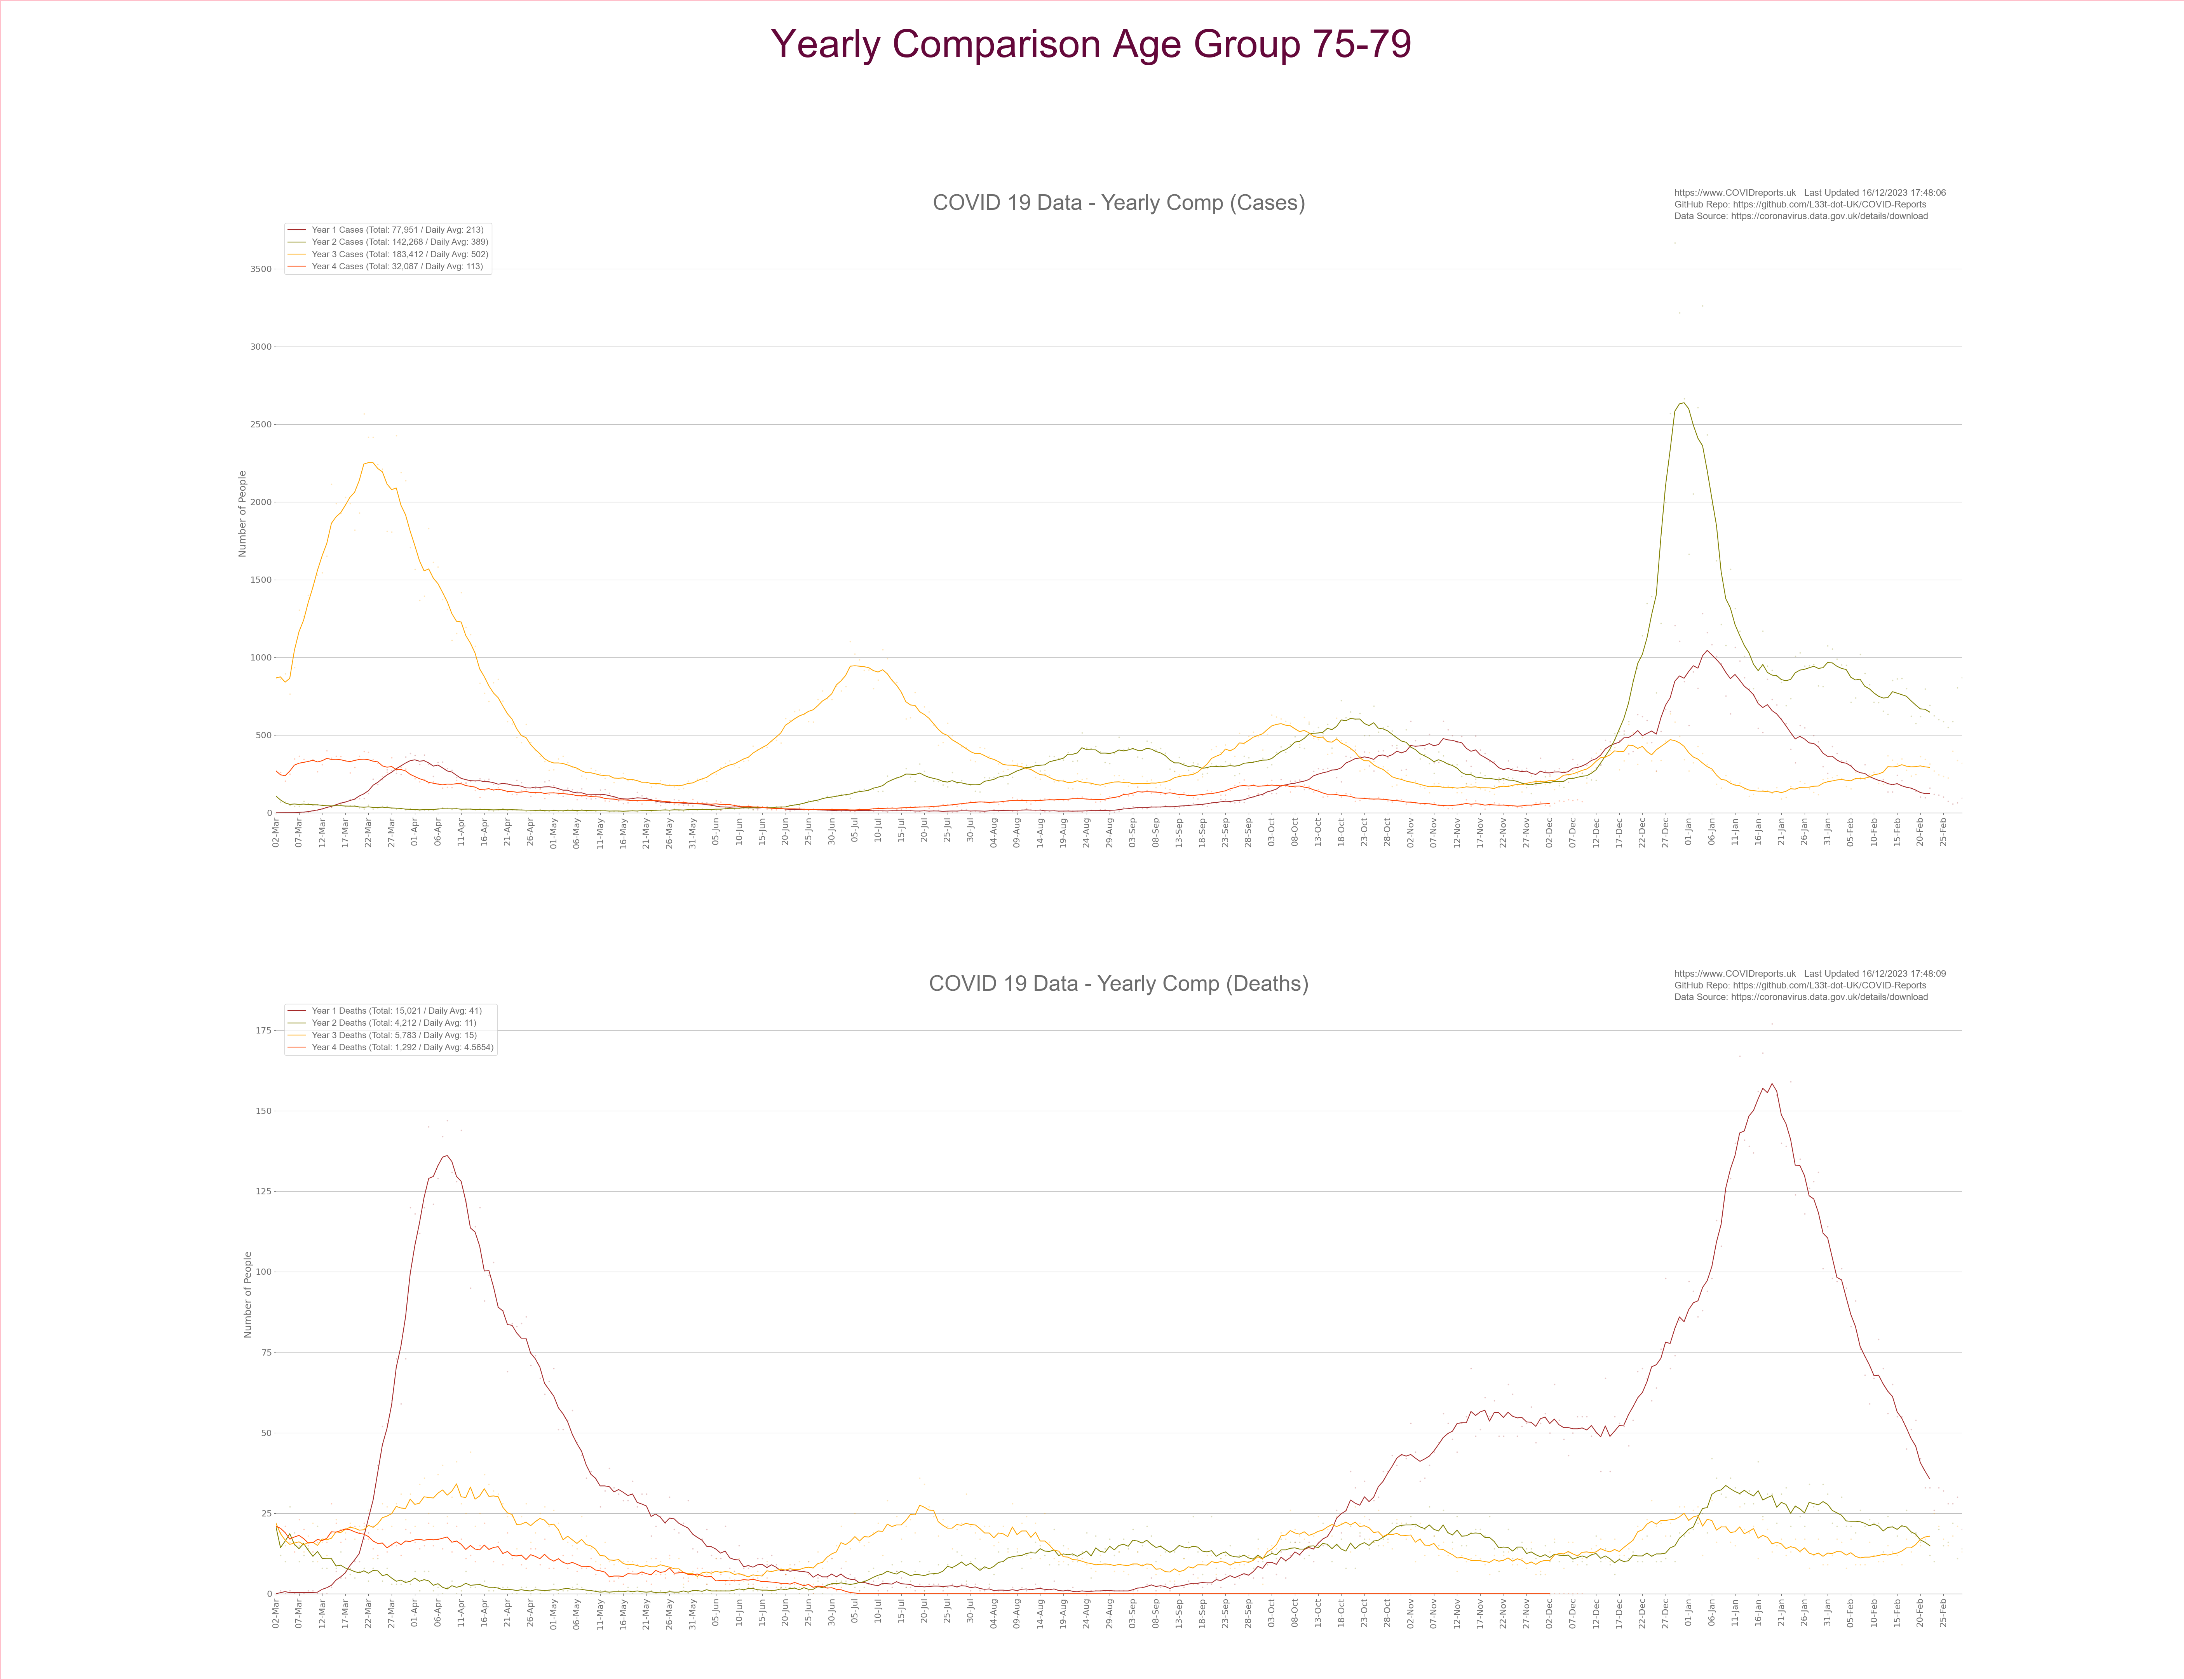 Yearly Comparison Age Group 75-79
COVID 19 Data - Yearly Comp (Cases)
https://www.COVIDreports.uk   Last Updated 16/12/2023 17:48:06
GitHub Repo: https://github.com/L33t-dot-UK/COVID-Reports
Data Source: https://coronavirus.data.gov.uk/details/download
Year 1 Cases (Total: 77,951 / Daily Avg: 213)
Year 2 Cases (Total: 142,268 / Daily Avg: 389)
Year 3 Cases (Total: 183,412 / Daily Avg: 502)
Year 4 Cases (Total: 32,087 / Daily Avg: 113)
Number of People
3500
3000
2500
2000
1500
1000
500
0
02-Mar 07-Mar 12-Mar 17-Mar 22-Mar 27-Mar 01-Apr 06-Apr 11-Apr 16-Apr 21-Apr 26-Apr 01-May 06-May 11-May 16-May 21-May 26-May 31-May 05-Jun 10-Jun 15-Jun 20-Jun 25-Jun 30-Jun 05-Jul 10-Jul 15-Jul 20-Jul 25-Jul 30-Jul 04-Aug 09-Aug 14-Aug 19-Aug 24-Aug 29-Aug 03-Sep 08-Sep 13-Sep 18-Sep 23-Sep 28-Sep 03-Oct 08-Oct 13-Oct 18-Oct 23-Oct 28-Oct 02-Nov 07-Nov 12-Nov 17-Nov 22-Nov 27-Nov 02-Dec 07-Dec 12-Dec 17-Dec 22-Dec 27-Dec 01-Jan 06-Jan 11-Jan 16-Jan 21-Jan 26-Jan 31-Jan 05-Feb 10-Feb 15-Feb 20-Feb 25-Feb
COVID 19 Data - Yearly Comp (Deaths)
https://www.COVIDreports.uk   Last Updated 16/12/2023 17:48:09
GitHub Repo: https://github.com/L33t-dot-UK/COVID-Reports
Data Source: https://coronavirus.data.gov.uk/details/download
Year 1 Deaths (Total: 15,021 / Daily Avg: 41)
Year 2 Deaths (Total: 4,212 / Daily Avg: 11)
Year 3 Deaths (Total: 5,783 / Daily Avg: 15)
Year 4 Deaths (Total: 1,292 / Daily Avg: 4.5654)
Number of People
175
150
125
100
75
50
25
0
02-Mar 07-Mar 12-Mar 17-Mar 22-Mar 27-Mar 01-Apr 06-Apr 11-Apr 16-Apr 21-Apr 26-Apr 01-May 06-May 11-May 16-May 21-May 26-May 31-May 05-Jun 10-Jun 15-Jun 20-Jun 25-Jun 30-Jun 05-Jul 10-Jul 15-Jul 20-Jul 25-Jul 30-Jul 04-Aug 09-Aug 14-Aug 19-Aug 24-Aug 29-Aug 03-Sep 08-Sep 13-Sep 18-Sep 23-Sep 28-Sep 03-Oct 08-Oct 13-Oct 18-Oct 23-Oct 28-Oct 02-Nov 07-Nov 12-Nov 17-Nov 22-Nov 27-Nov 02-Dec 07-Dec 12-Dec 17-Dec 22-Dec 27-Dec 01-Jan 06-Jan 11-Jan 16-Jan 21-Jan 26-Jan 31-Jan 05-Feb 10-Feb 15-Feb 20-Feb 25-Feb